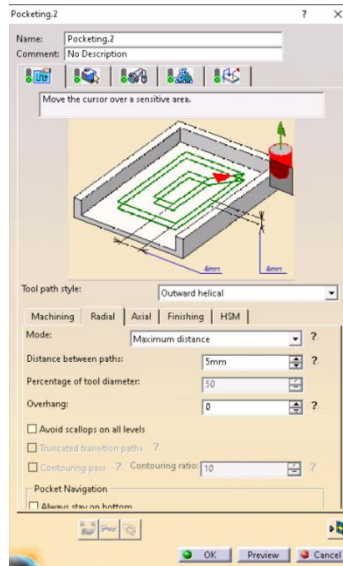 Pocketing.2 ? X
Name: Pocketing.2
Comment: No Description
Move the cursor over a sensitive area.
6mm 6mm
Tool path style: Outward helical
Machining Radial Axial Finishing HSM
Mode: Maximum distance ?
Distance between paths: 5mm ?
Percentage of tool diameter: 50
Overhang: 0 ?
Avoid scallops on all levels
Truncated transition paths ?
Contouring pass ? Contouring ratio: 10 ?
Pocket Navigation
Always stay on bottom
OK Preview Cancel